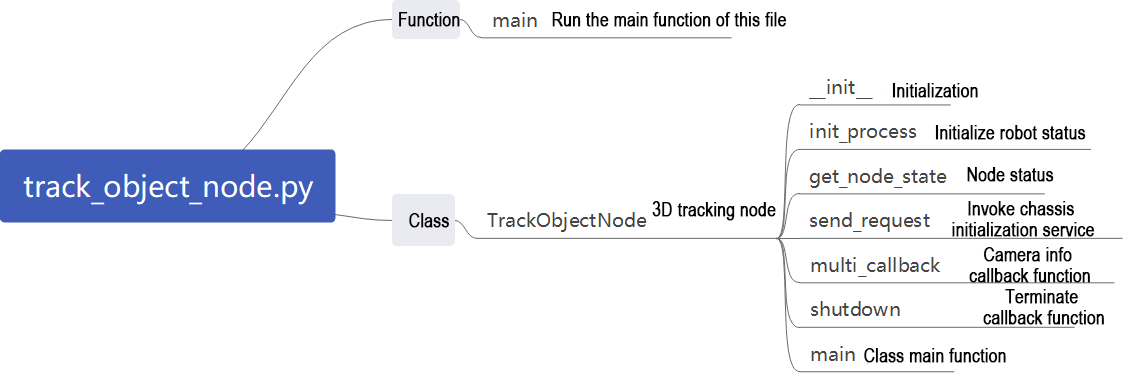 Function
main Run the main function of this file
track_object_node.py
Class
TrackObjectNode 3D tracking node
__init__ Initialization
init_process Initialize robot status
get_node_state Node status
send_request Invoke chassis
initialization service
multi_callback Camera info
callback function
shutdown Terminate
callback function
main Class main function